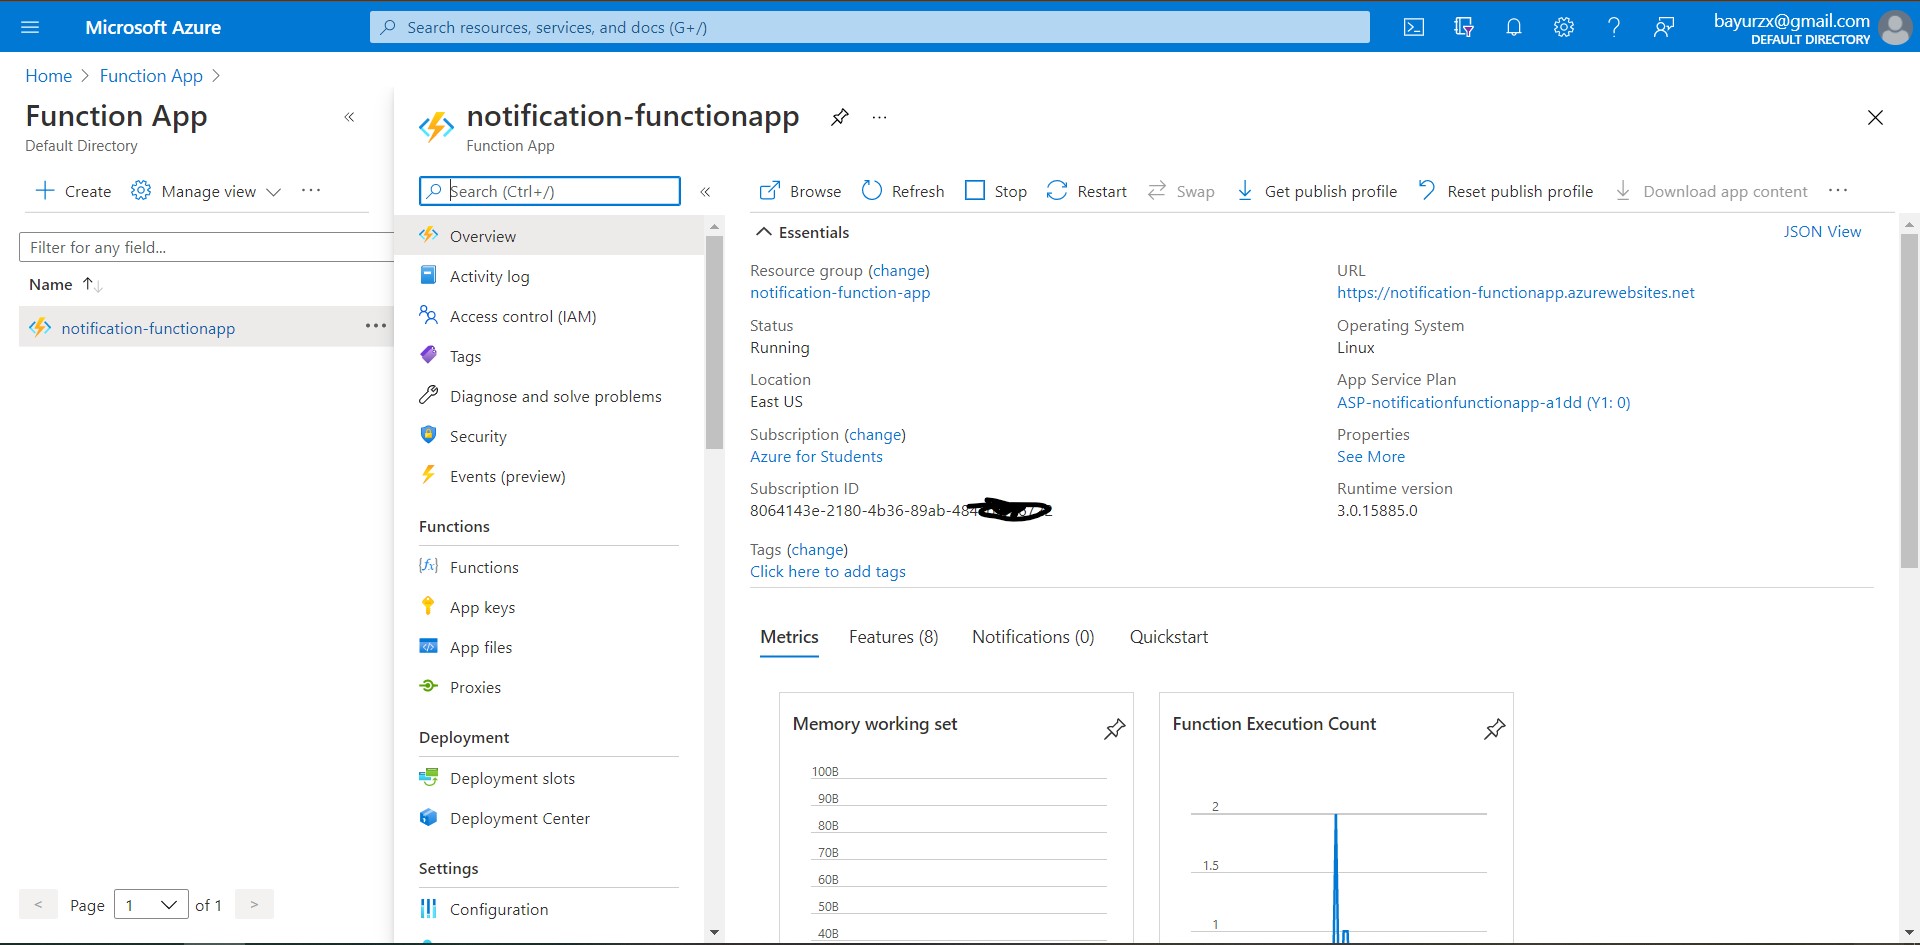 Microsoft Azure
Search resources, services, and docs (G+/)
bayurzx@gmail.com
DEFAULT DIRECTORY
Home > Function App >
Function App
Default Directory
Create
Manage view
Filter for any field...
Name
notification-functionapp
< Page 1 of 1 >
notification-functionapp
Function App
Search (Ctrl+/)
Overview
Activity log
Access control (IAM)
Tags
Diagnose and solve problems
Security
Events (preview)
Functions
Functions
App keys
App files
Proxies
Deployment
Deployment slots
Deployment Center
Settings
Configuration
Browse
Refresh
Stop
Restart
Swap
Get publish profile
Reset publish profile
Download app content
Essentials
JSON View
Resource group (change)
notification-function-app
Status
Running
Location
East US
Subscription (change)
Azure for Students
Subscription ID
8064143e-2180-4b36-89ab-484
URL
https://notification-functionapp.azurewebsites.net
Operating System
Linux
App Service Plan
ASP-notificationfunctionapp-a1dd (Y1: 0)
Properties
See More
Runtime version
3.0.15885.0
Tags (change)
Click here to add tags
Metrics
Features (8)
Notifications (0)
Quickstart
Memory working set
100B
90B
80B
70B
60B
50B
40B
Function Execution Count
2
1.5
1